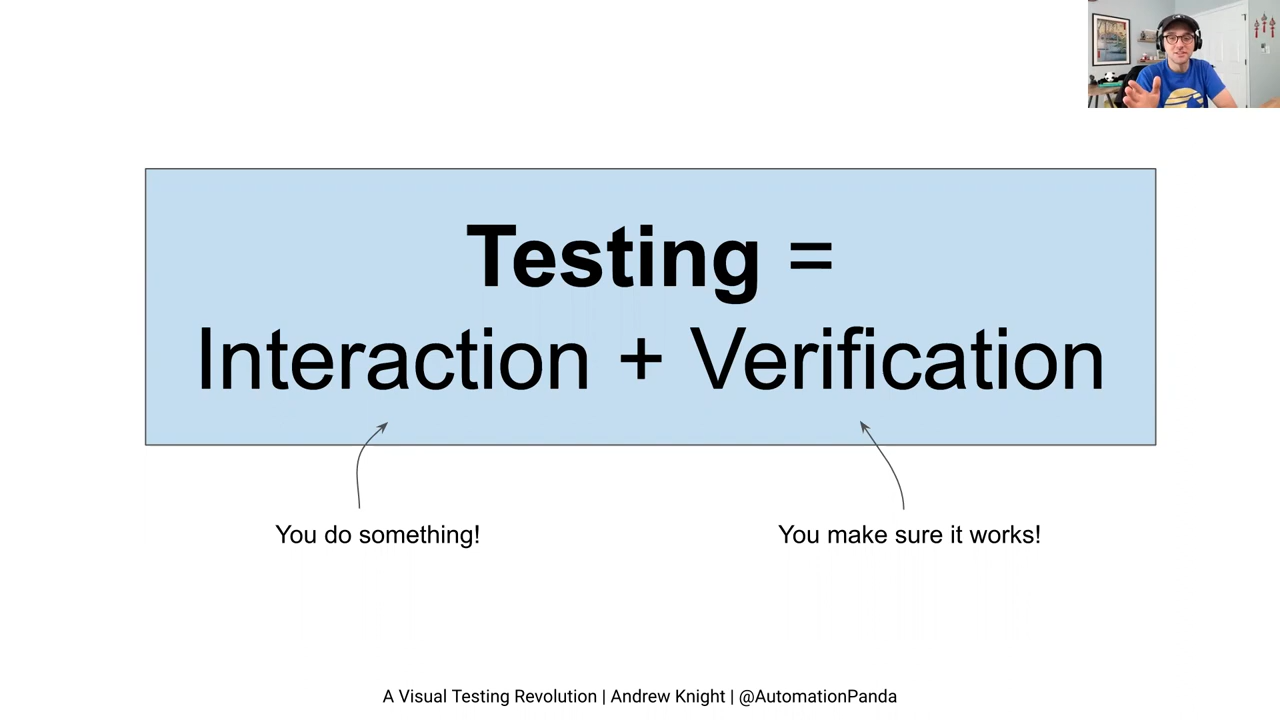 Testing =
Interaction + Verification
You do something!
You make sure it works!
A Visual Testing Revolution | Andrew Knight | @AutomationPanda